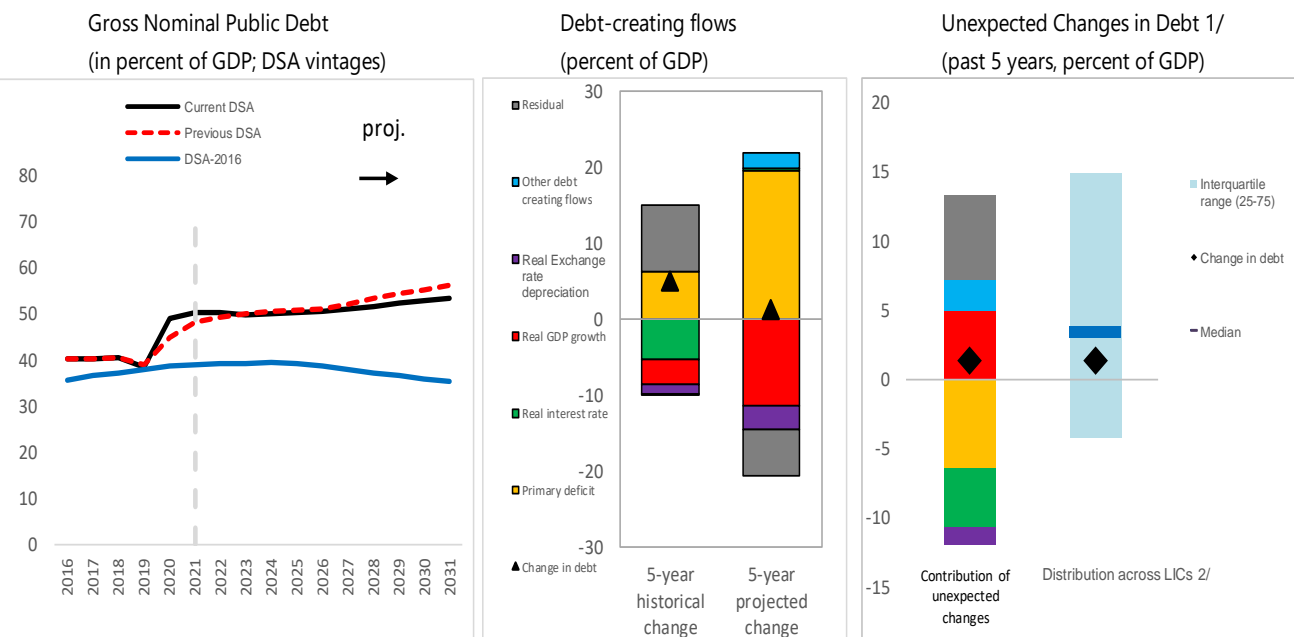 Gross Nominal Public Debt
(in percent of GDP; DSA vintages)
Current DSA
Previous DSA
DSA-2016
proj.
80
70
60
50
40
30
20
10
0
2016
2017
2018
2019
2020
2021
2022
2023
2024
2025
2026
2027
2028
2029
2030
2031
Debt-creating flows
(percent of GDP)
Residual
Other debt
creating flows
Real Exchange
rate
depreciation
Real GDP growth
Real interest rate
Primary deficit
Change in debt
30
20
10
0
-10
-20
-30
5-year
historical
change
5-year
projected
change
Unexpected Changes in Debt 1/
(past 5 years, percent of GDP)
20
15
10
5
0
-5
-10
-15
Interquartile
range (25-75)
Change in debt
Median
Contribution of
unexpected
changes
Distribution across LICs 2/